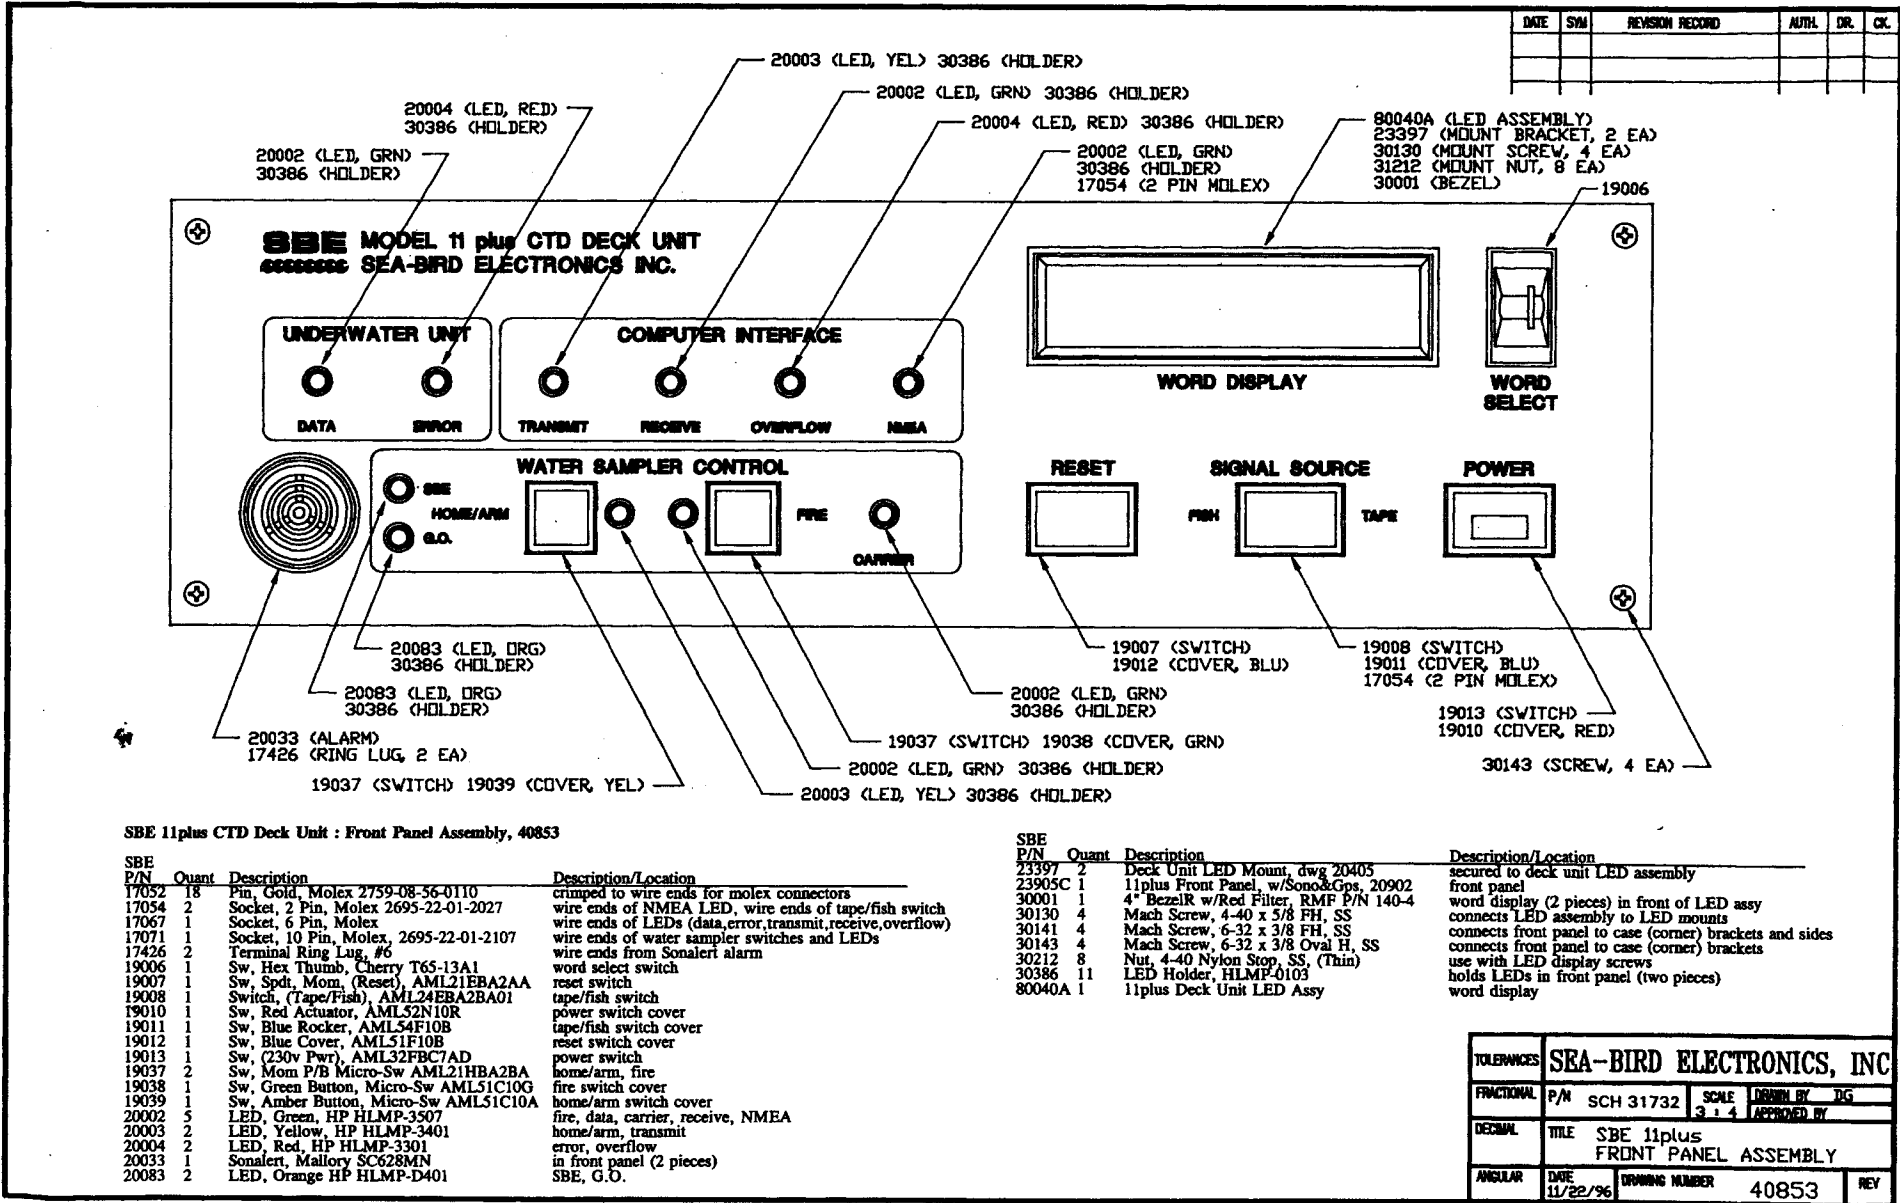 DATE SYM REVISION RECORD AUTH. DR. CK.
20003 (LED, YEL) 30386 (HOLDER)
20002 (LED, GRN) 30386 (HOLDER)
20004 (LED, RED)
30386 (HOLDER)
20004 (LED, RED) 30386 (HOLDER)
20002 (LED, GRN)
30386 (HOLDER)
20002 (LED, GRN)
30386 (HOLDER)
17054 (2 PIN MOLEX)
80040A (LED ASSEMBLY)
23397 (MOUNT BRACKET, 2 EA)
30130 (MOUNT SCREW, 4 EA)
31212 (MOUNT NUT, 8 EA)
30001 (BEZEL)
19006
SBE MODEL 11 plus CTD DECK UNIT
SEA-BIRD ELECTRONICS INC.
UNDERWATER UNIT
COMPUTER INTERFACE
DATA
ERROR
TRANSMIT
RECEIVE
OVERFLOW
NMEA
WORD DISPLAY
WORD
SELECT
WATER SAMPLER CONTROL
SBE
HOME/ARM
G.O.
FIRE
CARRIER
RESET
SIGNAL SOURCE
FISH
TAPE
POWER
20083 (LED, ORG)
30386 (HOLDER)
20083 (LED, ORG)
30386 (HOLDER)
20033 (ALARM)
17426 (RING LUG, 2 EA)
19037 (SWITCH) 19039 (COVER, YEL)
19037 (SWITCH) 19038 (COVER, GRN)
20002 (LED, GRN) 30386 (HOLDER)
20003 (LED, YEL) 30386 (HOLDER)
20002 (LED, GRN)
30386 (HOLDER)
19007 (SWITCH)
19012 (COVER, BLU)
19008 (SWITCH)
19011 (COVER, BLU)
17054 (2 PIN MOLEX)
19013 (SWITCH)
19010 (COVER, RED)
30143 (SCREW, 4 EA)
SBE 11plus CTD Deck Unit : Front Panel Assembly, 40853
SBE
P/N Quant Description Description/Location
17052 18 Pin, Gold, Molex 2759-08-56-0110 crimped to wire ends for molex connectors
17054 2 Socket, 2 Pin, Molex 2695-22-01-2027 wire ends of NMEA LED, wire ends of tape/fish switch
17067 1 Socket, 6 Pin, Molex wire ends of LEDs (data,error,transmit,receive,overflow)
17071 1 Socket, 10 Pin, Molex, 2695-22-01-2107 wire ends of water sampler switches and LEDs
17426 2 Terminal Ring Lug, #6 wire ends from Sonalert alarm
19006 1 Sw, Hex Thumb, Cherry T65-13A1 word select switch
19007 1 Sw, Spdt, Mom, (Reset), AML21EBA2AA reset switch
19008 1 Switch, (Tape/Fish), AML24EBA2BA01 tape/fish switch
19010 1 Sw, Red Actuator, AML52N10R power switch cover
19011 1 Sw, Blue Rocker, AML54F10B tape/fish switch cover
19012 1 Sw, Blue Cover, AML51F10B reset switch cover
19013 1 Sw, (230v Pwr), AML32FBC7AD power switch
19037 2 Sw, Mom P/B Micro-Sw AML21HBA2BA home/arm, fire
19038 1 Sw, Green Button, Micro-Sw AML51C10G fire switch cover
19039 1 Sw, Amber Button, Micro-Sw AML51C10A home/arm switch cover
20002 5 LED, Green, HP HLMP-3507 fire, data, carrier, receive, NMEA
20003 2 LED, Yellow, HP HLMP-3401 home/arm, transmit
20004 2 LED, Red, HP HLMP-3301 error, overflow
20033 1 Sonalert, Mallory SC628MN in front panel (2 pieces)
20083 2 LED, Orange HP HLMP-D401 SBE, G.O.
SBE
P/N Quant Description Description/Location
23397 2 Deck Unit LED Mount, dwg 20405 secured to deck unit LED assembly
23905C 1 11plus Front Panel, w/Sono&Gps, 20902 front panel
30001 1 4" BezelR w/Red Filter, RMF P/N 140-4 word display (2 pieces) in front of LED assy
30130 4 Mach Screw, 4-40 x 5/8 FH, SS connects LED assembly to LED mounts
30141 4 Mach Screw, 6-32 x 3/8 FH, SS connects front panel to case (corner) brackets and sides
30143 4 Mach Screw, 6-32 x 3/8 Oval H, SS connects front panel to case (corner) brackets
30212 8 Nut, 4-40 Nylon Stop, SS, (Thin) use with LED display screws
30386 11 LED Holder, HLMP-0103 holds LEDs in front panel (two pieces)
80040A 1 11plus Deck Unit LED Assy word display
TOLERANCES SEA-BIRD ELECTRONICS, INC
FRACTIONAL P/N SCH 31732 SCALE 3 : 4 DRAWN BY DG
APPROVED BY
DECIMAL TITLE SBE 11plus
FRONT PANEL ASSEMBLY
ANGULAR DATE 11/22/96 DRAWING NUMBER 40853 REV